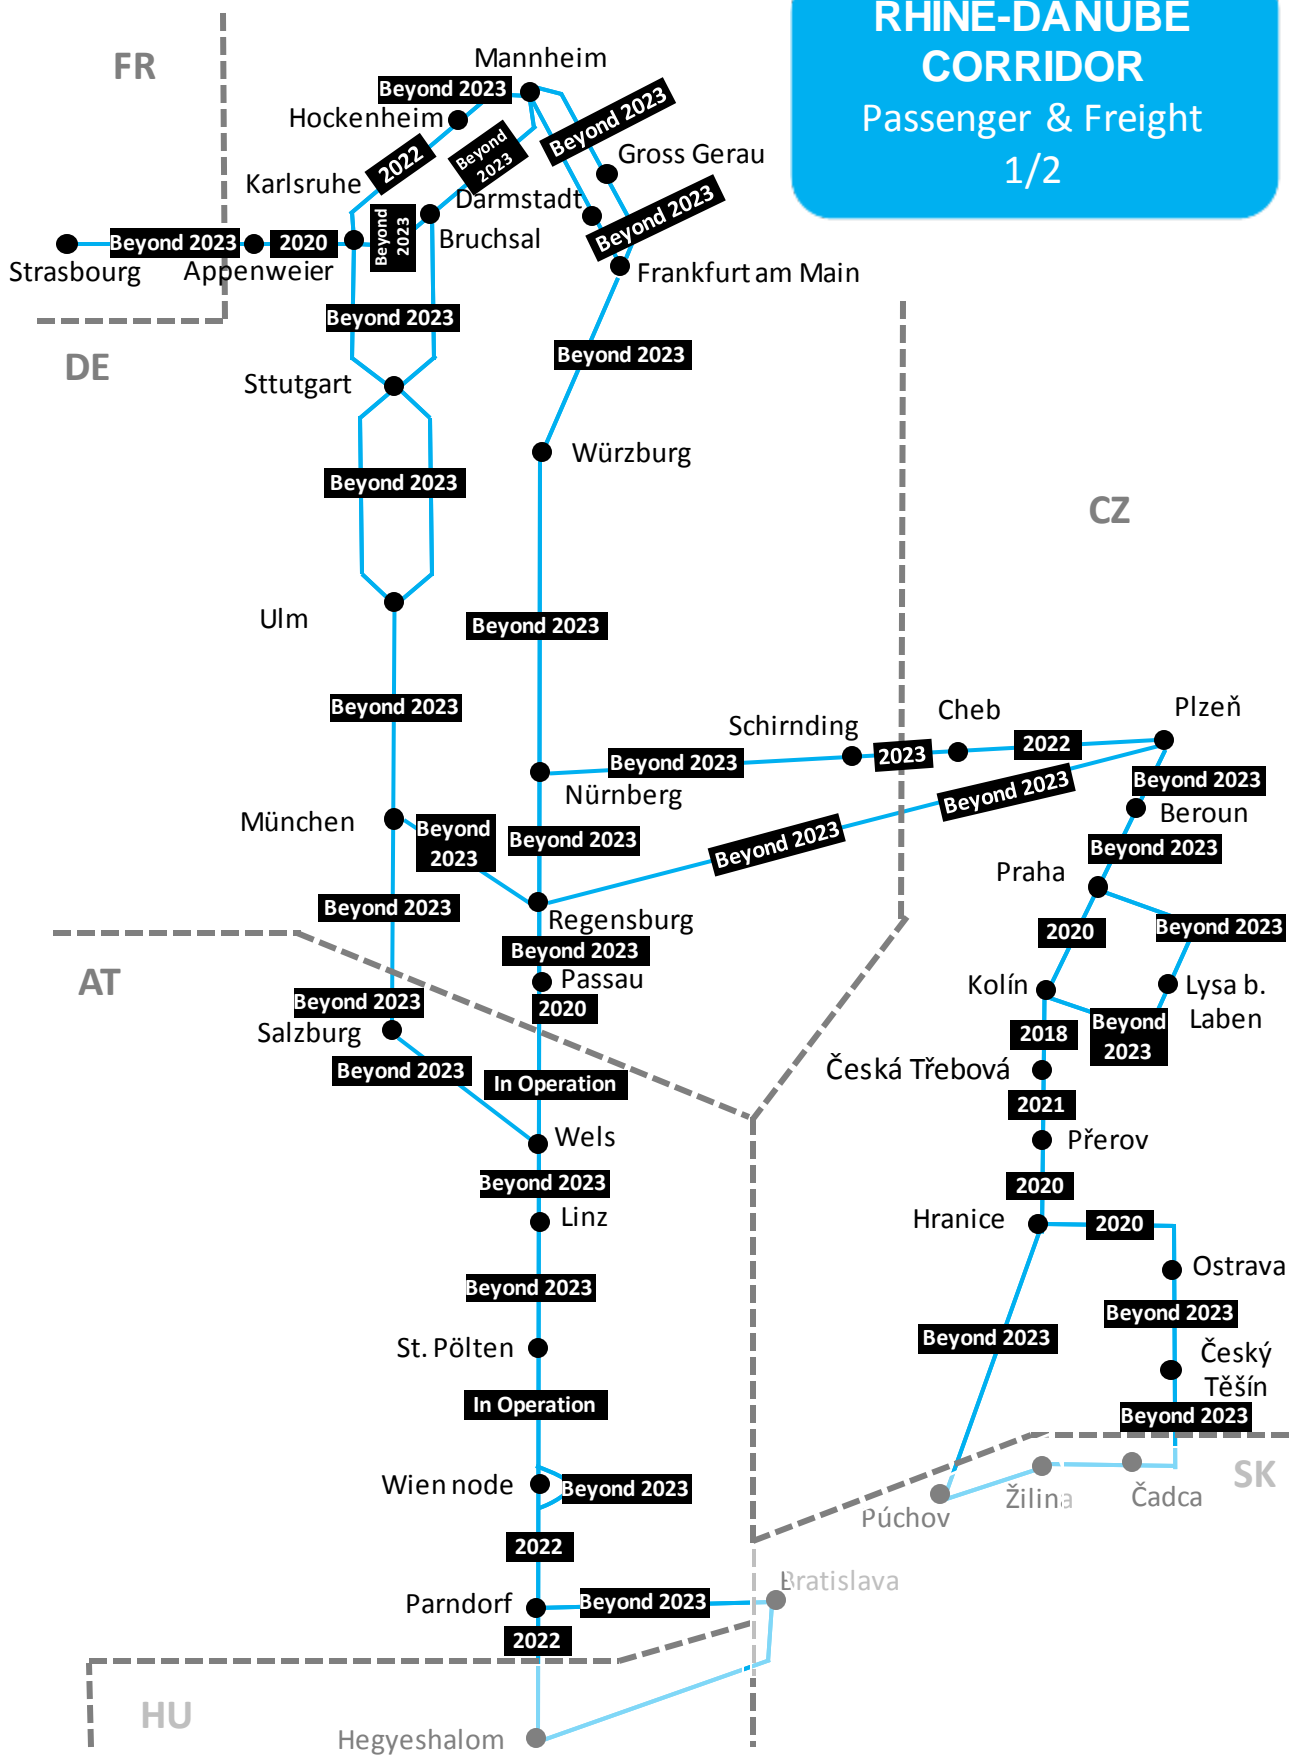 RHINE-DANUBE
CORRIDOR
Passenger & Freight
1/2
FR
Mannheim
Beyond 2023
Hockenheim
Beyond 2023
2022
Beyond
2023
Gross Gerau
Karlsruhe
Darmstadt
Beyond 2023
Beyond
2023
Bruchsal
Beyond 2023
2020
Strasbourg
Appenweier
Frankfurt am Main
Beyond 2023
Beyond 2023
DE
Sttutgart
Würzburg
Beyond 2023
CZ
Ulm
Beyond 2023
Beyond 2023
Schirnding
Cheb
Plzeň
2023
2022
Beyond 2023
Nürnberg
Beyond 2023
Beyond 2023
Beroun
München
Beyond
2023
Beyond 2023
Beyond 2023
Beyond 2023
Praha
Beyond 2023
Regensburg
Beyond 2023
2020
Beyond 2023
AT
Passau
Kolín
Lysa b.
Laben
Beyond 2023
2020
Salzburg
2018
Beyond
2023
Beyond 2023
Česká Třebová
In Operation
2021
Wels
Přerov
Beyond 2023
2020
Linz
Hranice
2020
Ostrava
Beyond 2023
Beyond 2023
St. Pölten
Beyond 2023
Český
Těšín
In Operation
Beyond 2023
Wien node
Beyond 2023
SK
Púchov
Žilina
Čadca
2022
Bratislava
Parndorf
Beyond 2023
2022
HU
Hegyeshalom